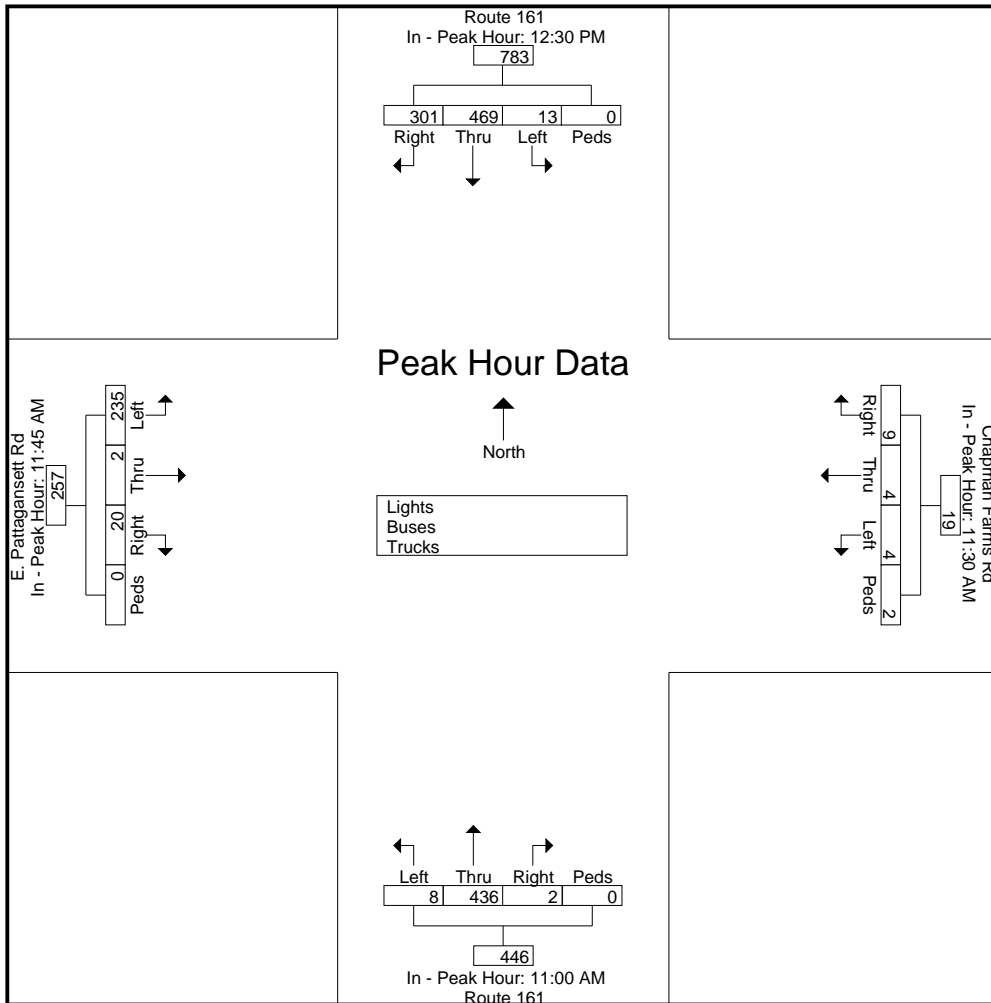 Route 161
In - Peak Hour: 12:30 PM
783
301 469 13 0
Right Thru Left Peds
Peak Hour Data
North
Lights
Buses
Trucks
E. Pattagansett Rd
In - Peak Hour: 11:45 AM
257
235 2 20 0
Left Thru Right Peds
Chapman Farms Rd
In - Peak Hour: 11:30 AM
19
9 4 4 2
Right Thru Left Peds
Left Thru Right Peds
8 436 2 0
446
In - Peak Hour: 11:00 AM
Route 161